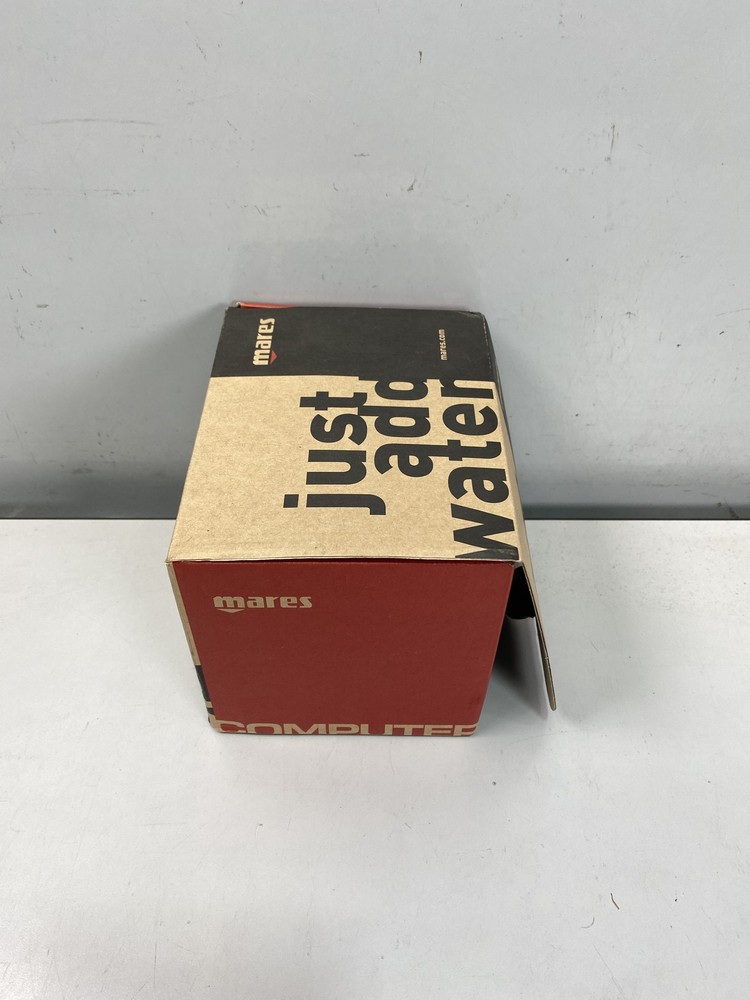 mares
mares.com
just
add
water
mares
COMPUTER